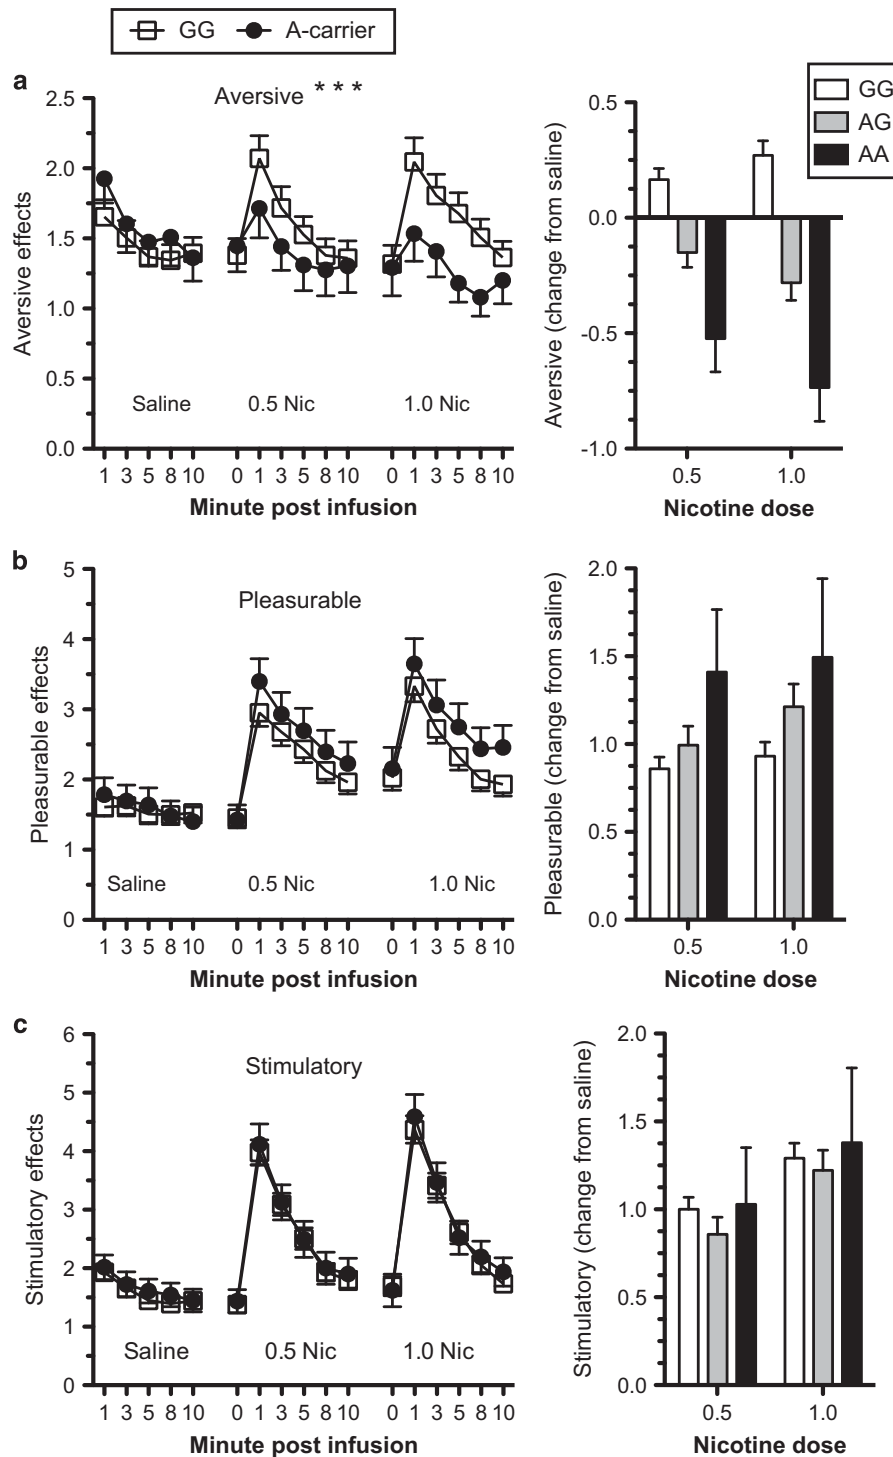 GG A-carrier
a
Aversive ***
Aversive effects
2.5
2.0
1.5
1.0
0.5
0.0
Saline 0.5 Nic 1.0 Nic
1 3 5 8 10 0 1 3 5 8 10 0 1 3 5 8 10
Minute post infusion
GG
AG
AA
Aversive (change from saline)
0.5
0.0
-0.5
-1.0
0.5 1.0
Nicotine dose
b
Pleasurable
Pleasurable effects
5
4
3
2
1
0
Saline 0.5 Nic 1.0 Nic
1 3 5 8 10 0 1 3 5 8 10 0 1 3 5 8 10
Minute post infusion
Pleasurable (change from saline)
2.0
1.5
1.0
0.5
0.0
0.5 1.0
Nicotine dose
c
Stimulatory
Stimulatory effects
6
5
4
3
2
1
0
Saline 0.5 Nic 1.0 Nic
1 3 5 8 10 0 1 3 5 8 10 0 1 3 5 8 10
Minute post infusion
Stimulatory (change from saline)
2.0
1.5
1.0
0.5
0.0
0.5 1.0
Nicotine dose